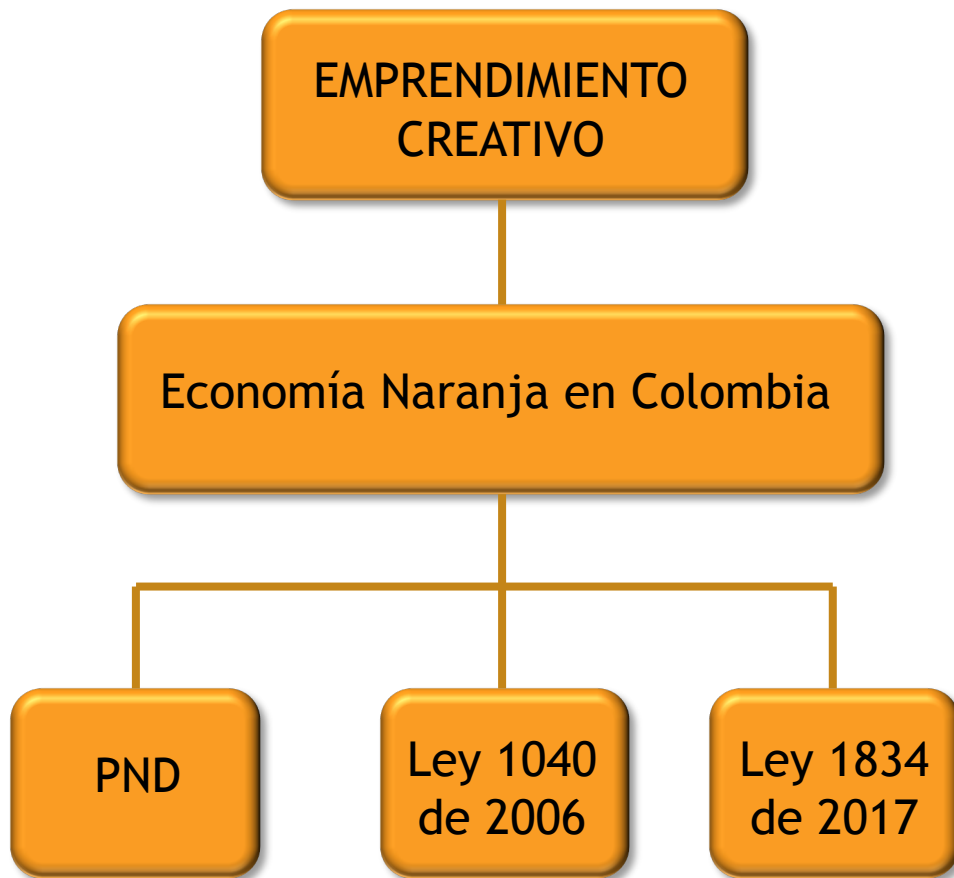 EMPRENDIMIENTO
CREATIVO
Economía Naranja en Colombia
PND
Ley 1040
de 2006
Ley 1834
de 2017